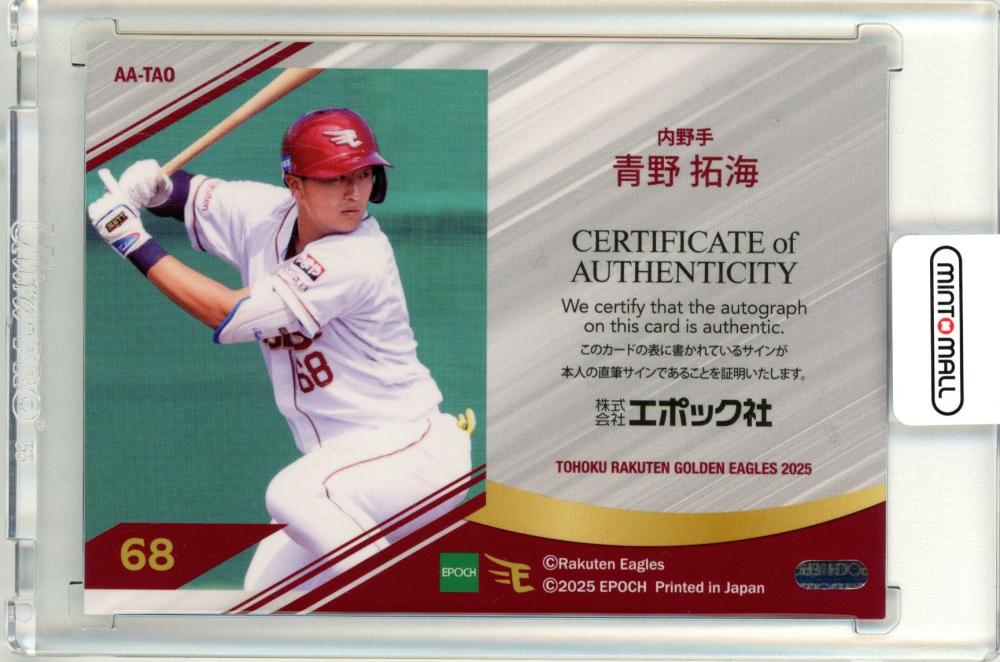 AA-TAO
内野手
青野 拓海
CERTIFICATE of
AUTHENTICITY
We certify that the autograph
on this card is authentic.
このカードの表に書かれているサインが
本人の直筆サインであることを証明いたします。
株式会社 エポック社
TOHOKU RAKUTEN GOLDEN EAGLES 2025
68
68
EPOCH
E
©Rakuten Eagles
©2025 EPOCH Printed in Japan
MINT MALL
UltraPRO®